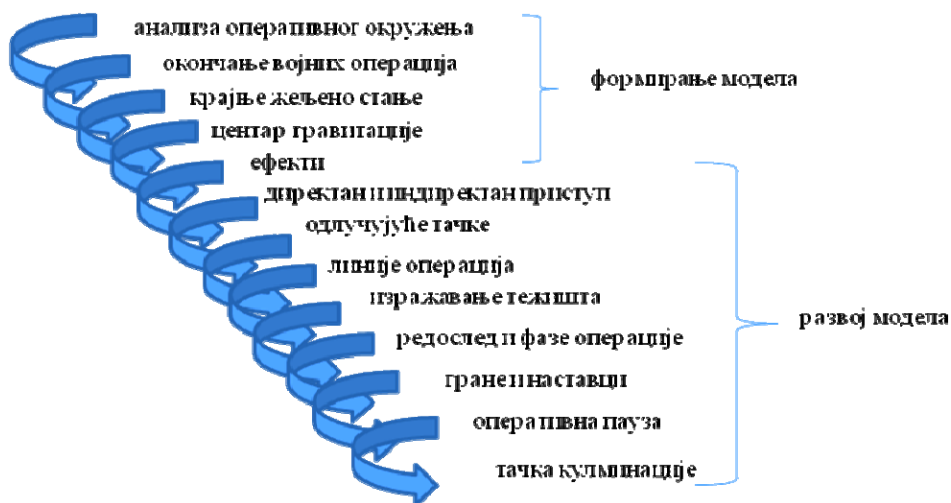 анализа оперативног окружења
окончање војних операција
крајње жељено стање
центар гравитације
ефекти
формирање модела
директан и индиректан приступ
одлучујуће тачке
линије операција
изражавање тежишта
редослед и фазе операције
гране и наставци
оперативна пауза
тачка кулминације
развој модела